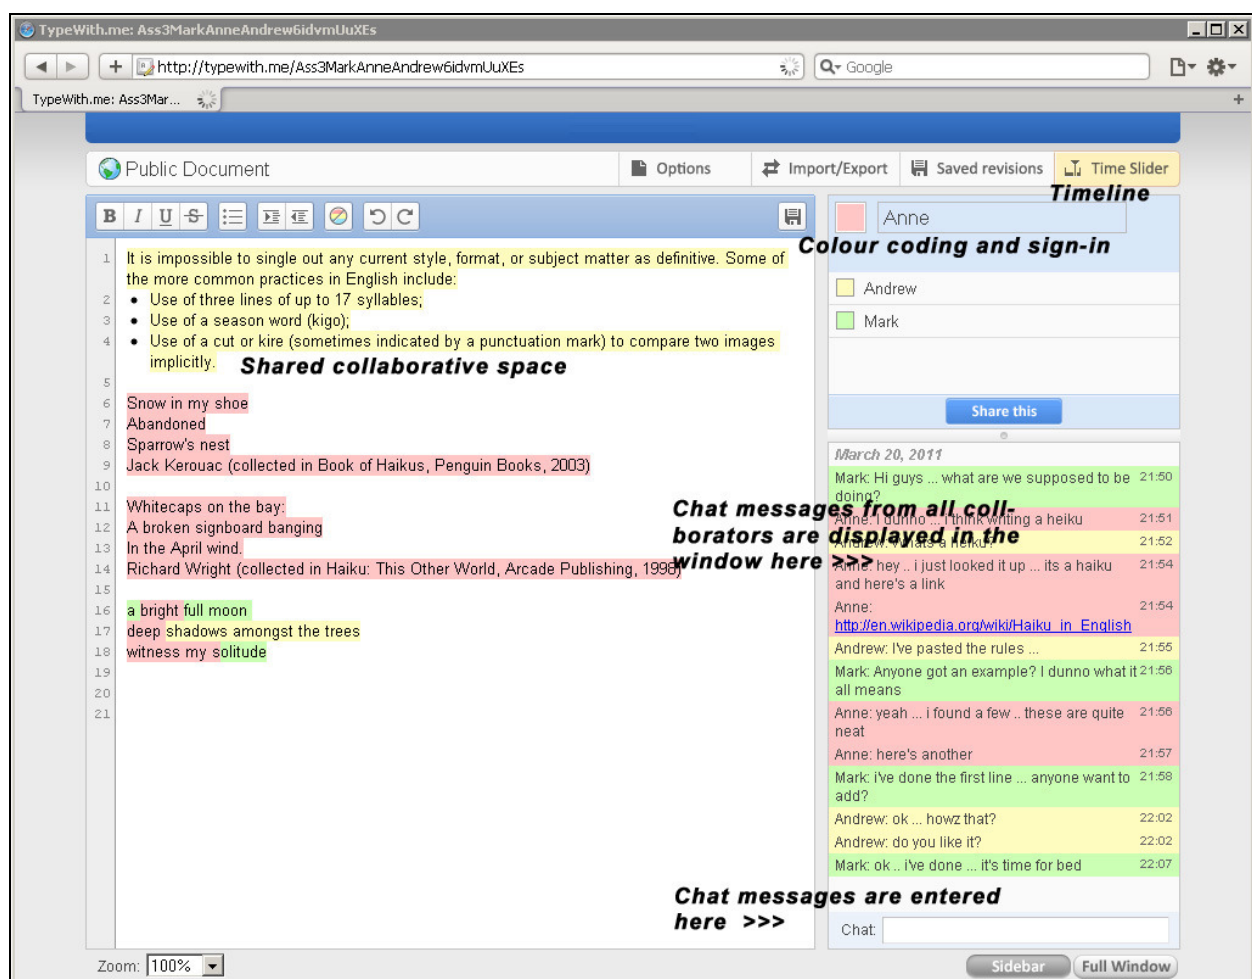 TypeWith.me: Ass3MarkAnneAndrew6idvmUuXEs
http://typewith.me/Ass3MarkAnneAndrew6idvmUuXEs
Google
TypeWith.me: Ass3Mar...
Public Document
Options
Import/Export
Saved revisions
Time Slider
Timeline
B I U S
Anne
Colour coding and sign-in
Andrew
Mark
Share this
1 It is impossible to single out any current style, format, or subject matter as definitive. Some of
the more common practices in English include:
2 • Use of three lines of up to 17 syllables;
3 • Use of a season word (kigo);
4 • Use of a cut or kire (sometimes indicated by a punctuation mark) to compare two images
implicitly.
Shared collaborative space
5
6 Snow in my shoe
7 Abandoned
8 Sparrow's nest
9 Jack Kerouac (collected in Book of Haikus, Penguin Books, 2003)
10
11 Whitecaps on the bay:
12 A broken signboard banging
13 In the April wind.
14 Richard Wright (collected in Haiku: This Other World, Arcade Publishing, 1998)
15
16 a bright full moon
17 deep shadows amongst the trees
18 witness my solitude
19
20
21
Chat messages from all coll-
borators are displayed in the
window here >>>
March 20, 2011
Mark: Hi guys ... what are we supposed to be 21:50
doing?
Anne: I dunno ... i think writing a heiku 21:51
Andrew: Whats a heiku? 21:52
Anne: hey .. i just looked it up ... its a haiku 21:54
and here's a link
Anne: 21:54
http://en.wikipedia.org/wiki/Haiku_in_English
Andrew: I've pasted the rules ... 21:55
Mark: Anyone got an example? I dunno what it 21:56
all means
Anne: yeah ... i found a few .. these are quite 21:56
neat
Anne: here's another 21:57
Mark: i've done the first line ... anyone want to 21:58
add?
Andrew: ok ... howz that? 22:02
Andrew: do you like it? 22:02
Mark: ok .. i've done ... it's time for bed 22:07
Chat messages are entered
here >>>
Chat:
Zoom: 100%
Sidebar
Full Window